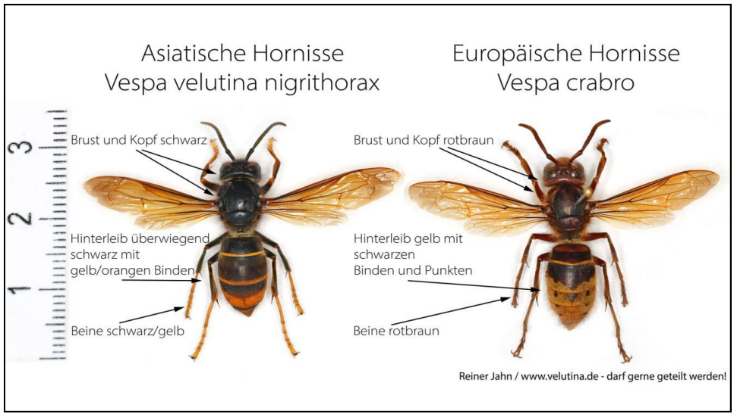 Asiatische Hornisse
Vespa velutina nigrithorax
Europäische Hornisse
Vespa crabro
3
2
1
Brust und Kopf schwarz
Hinterleib überwiegend
schwarz mit
gelb/orangen Binden
Beine schwarz/gelb
Brust und Kopf rotbraun
Hinterleib gelb mit
schwarzen
Binden und Punkten
Beine rotbraun
Reiner Jahn / www.velutina.de - darf gerne geteilt werden!